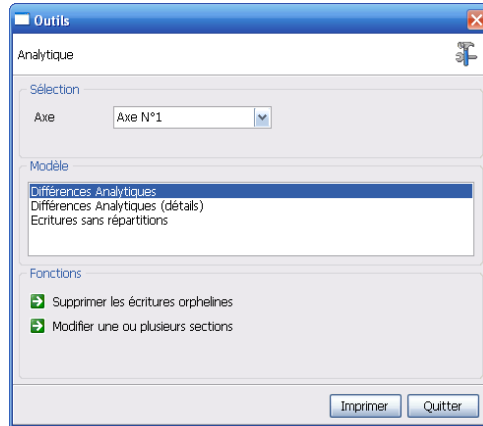 Outils
Analytique
Sélection
Axe
Axe N°1
Modèle
Différences Analytiques
Différences Analytiques (détails)
Ecritures sans répartitions
Fonctions
Supprimer les écritures orphelines
Modifier une ou plusieurs sections
Imprimer
Quitter